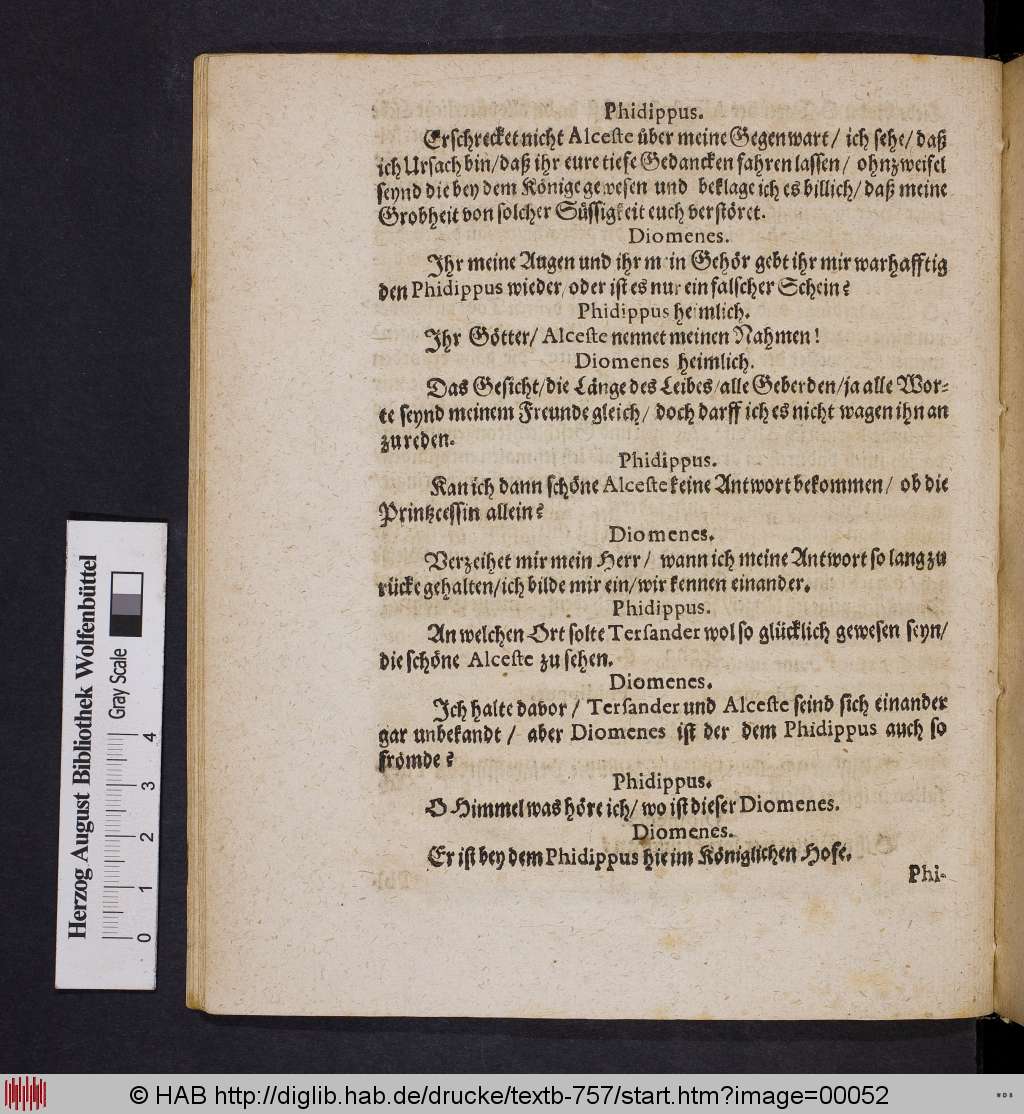 Phidippus.
Erschrecket nicht Alceste über meine Gegenwart/ ich sehe/ daß
ich Ursach bin/daß ihr eure tiefe Gedancken fahren lassen/ ohnzweifel
seynd die bey dem Könige gewesen und beklage ich es billich/ daß meine
Grobheit von solcher Süssigkeit euch verstöret.
Diomenes.
Ihr meine Augen und ihr m in Gehör gebt ihr mir warhafftig
den Phidippus wieder/ oder ist es nur ein falscher Schein?
Phidippus heimlich.
Ihr Götter/ Alceste nennet meinen Nahmen!
Diomenes heimlich.
Das Gesicht/die Länge des Leibes/alle Geberden/ja alle Wor-
te seynd meinem Freunde gleich/ doch darff ich es nicht wagen ihn an
zureden.
Phidippus.
Kan ich dann schöne Alceste keine Antwort bekommen/ ob die
Printzcessin allein?
Diomenes.
Verzeihet mir mein Herr/ wann ich meine Antwort so lang zu
rücke gehalten/ich bilde mir ein/wir kennen einander.
Phidippus.
An welchen Ort solte Tersander wol so glücklich gewesen seyn/
die schöne Alceste zu sehen.
Diomenes.
Ich halte davor/ Tersander und Alceste seind sich einander
gar unbekandt/ aber Diomenes ist der dem Phidippus auch so
frömde?
Phidippus.
O Himmel was höre ich/ wo ist dieser Diomenes.
Diomenes.
Er ist bey dem Phidippus hie im Königlichen Hofe.
Phi-
Herzog August Bibliothek Wolfenbüttel
Gray Scale
0 1 2 3 4
© HAB http://diglib.hab.de/drucke/textb-757/start.htm?image=00052